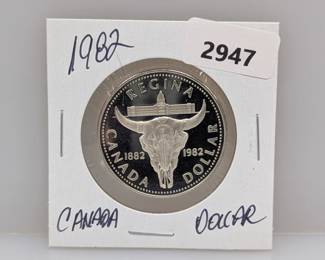 1982
2947
REGINA
1882 1982
CANADA DOLLAR
CANADA DOLLAR